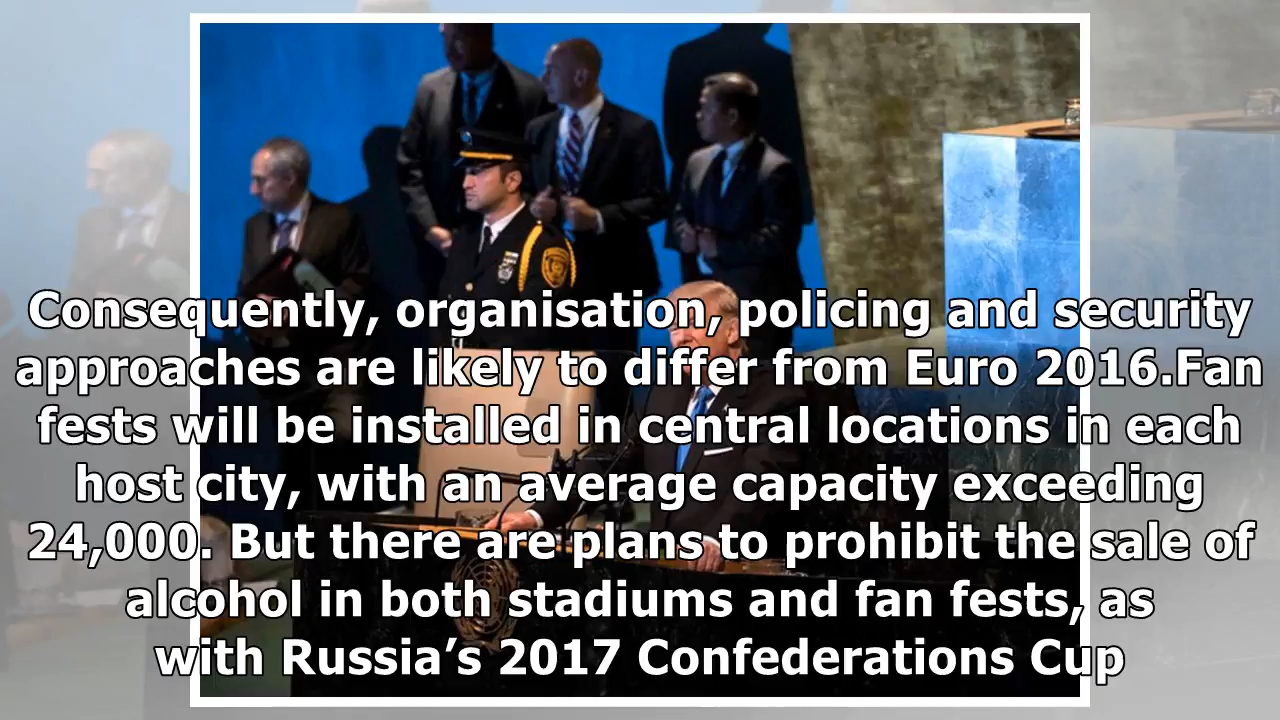 Consequently, organisation, policing and security
approaches are likely to differ from Euro 2016.Fan
fests will be installed in central locations in each
host city, with an average capacity exceeding
24,000. But there are plans to prohibit the sale of
alcohol in both stadiums and fan fests, as
with Russia’s 2017 Confederations Cup